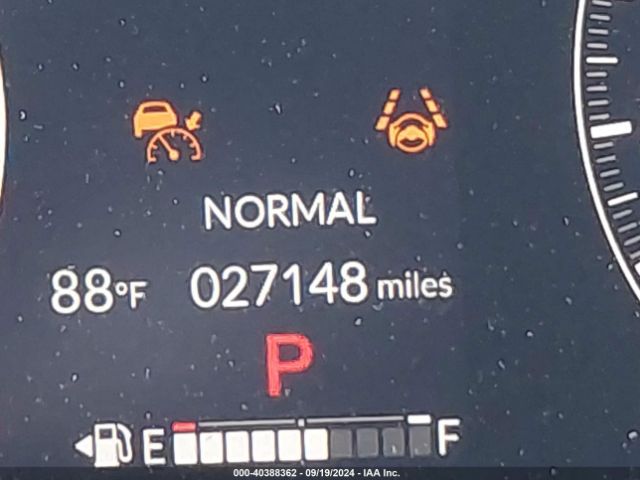 NORMAL
88°F 027148 miles
P
E F
000-40388362 - 09/19/2024 - IAA Inc.